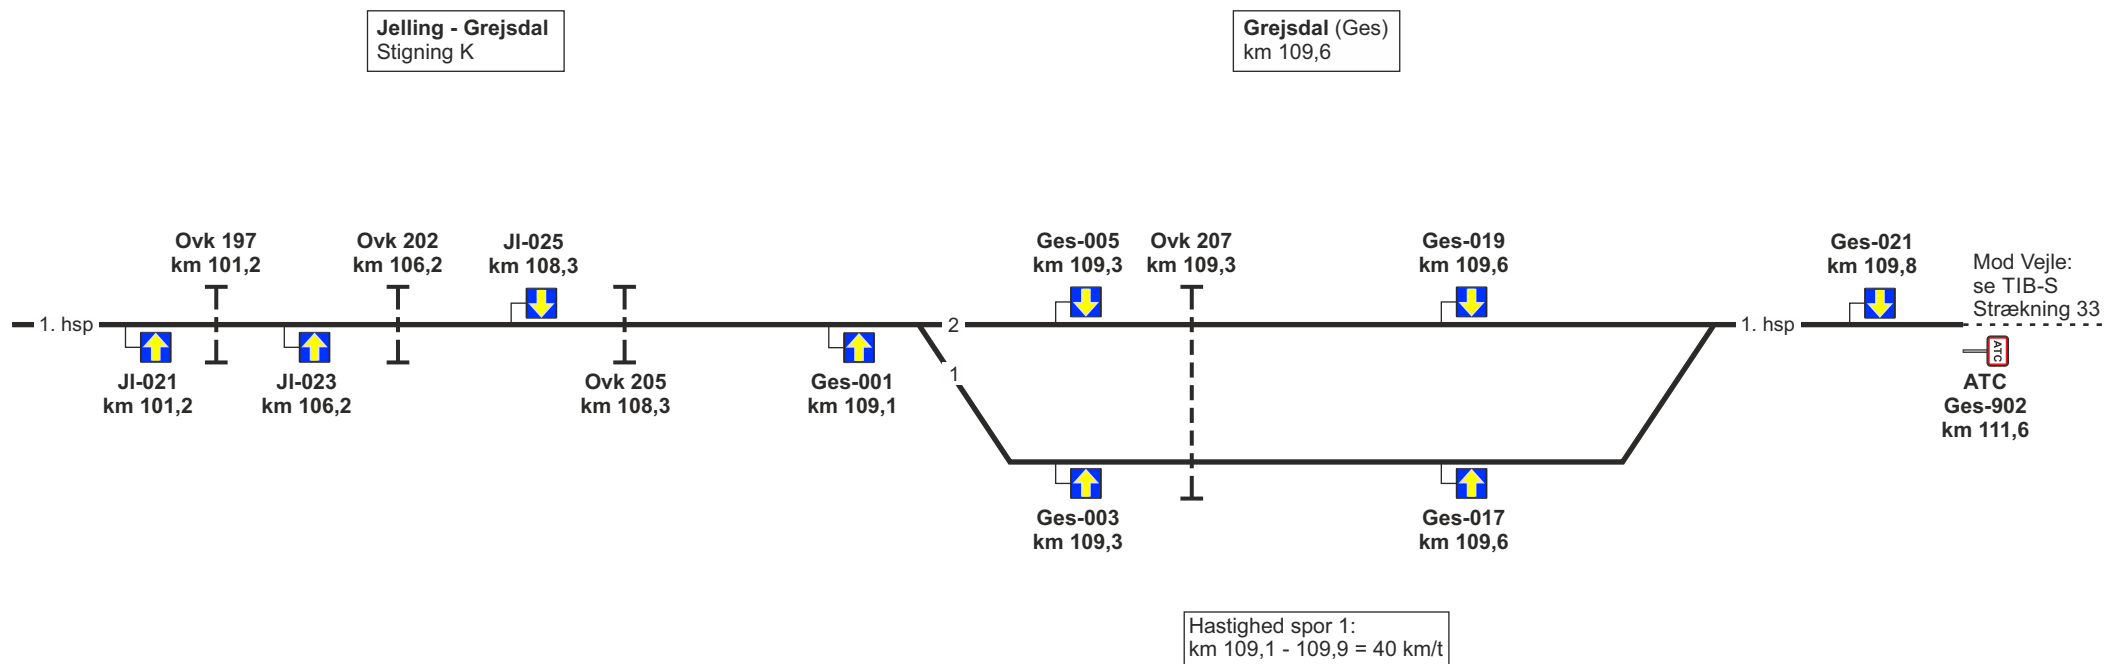 Jelling - Grejsdal
Stigning K
Grejsdal (Ges)
km 109,6
Ovk 197
km 101,2
Ovk 202
km 106,2
Jl-025
km 108,3
Ges-005
km 109,3
Ovk 207
km 109,3
Ges-019
km 109,6
Ges-021
km 109,8
Mod Vejle:
se TIB-S
Strækning 33
1. hsp
2
1. hsp
1
ATC
Jl-021
km 101,2
Jl-023
km 106,2
Ovk 205
km 108,3
Ges-001
km 109,1
ATC
Ges-902
km 111,6
Ges-003
km 109,3
Ges-017
km 109,6
Hastighed spor 1:
km 109,1 - 109,9 = 40 km/t